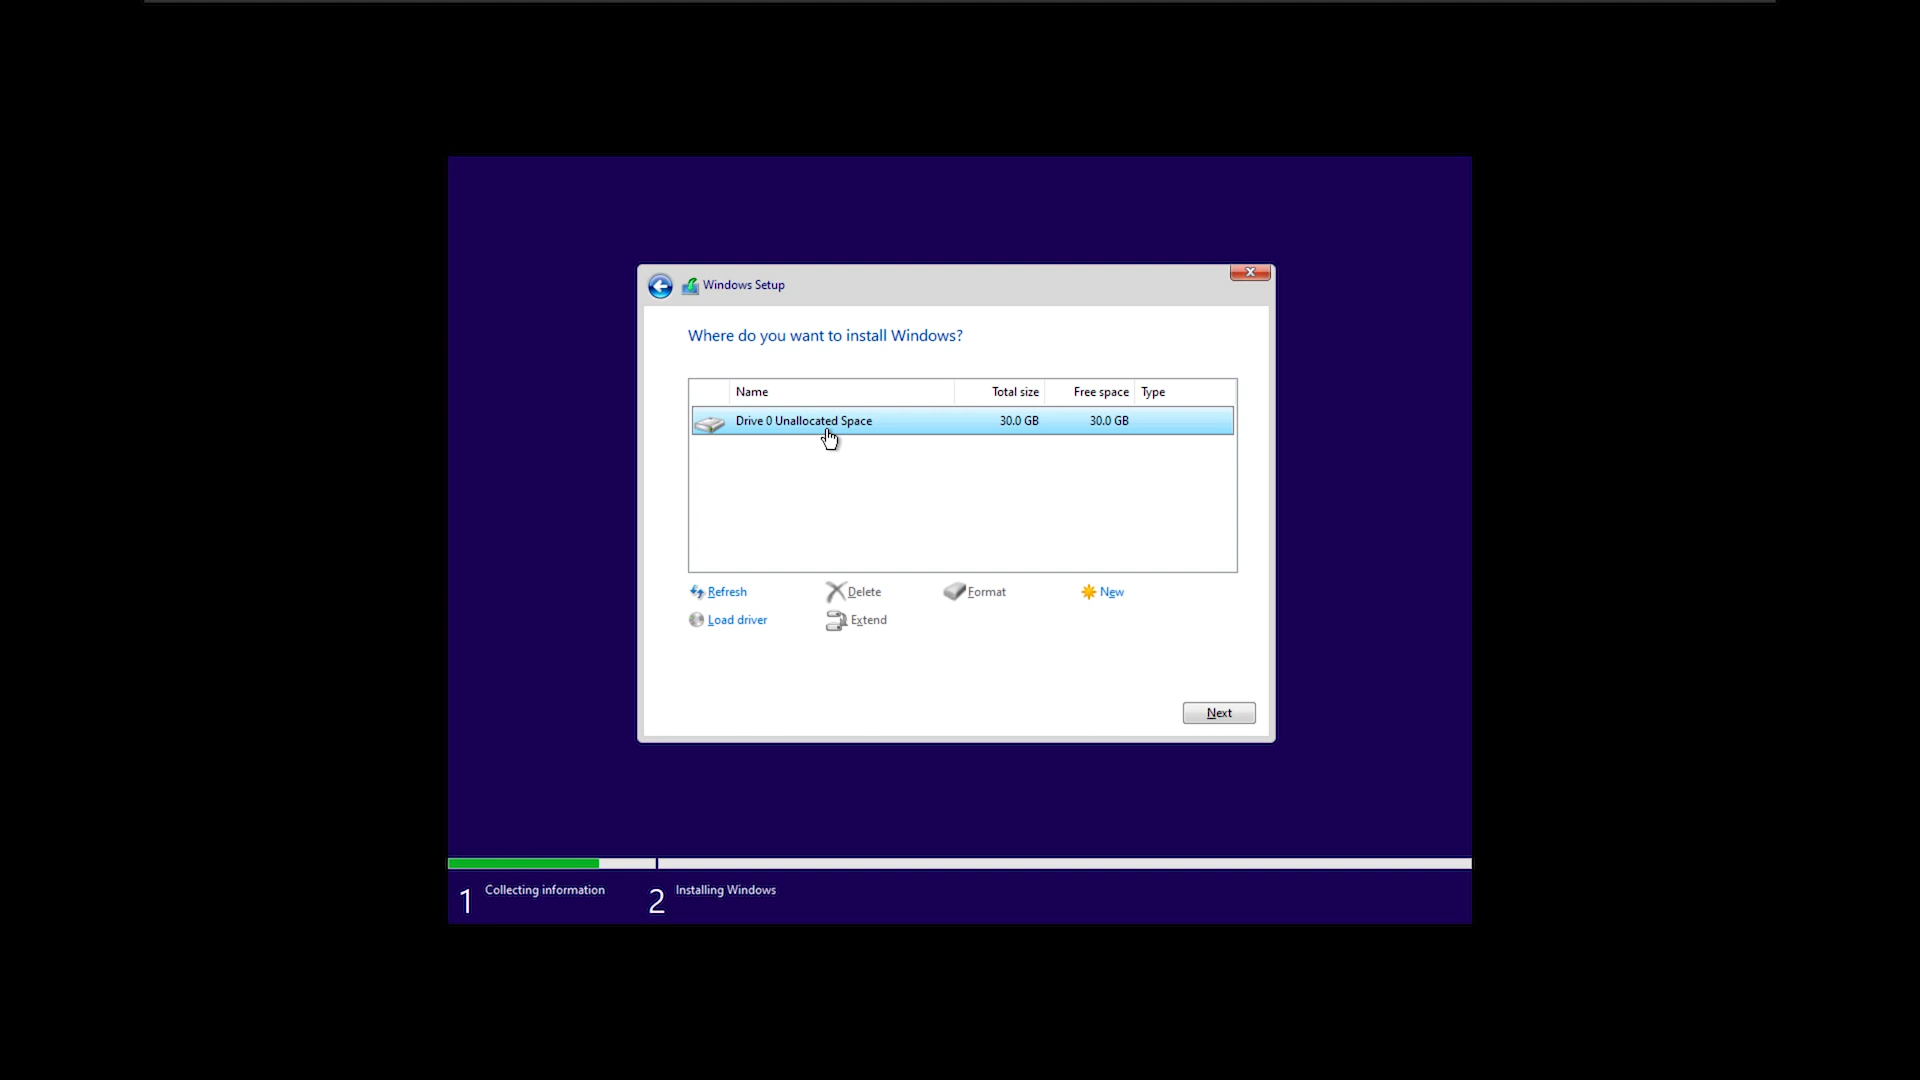 Windows Setup
Where do you want to install Windows?
Name Total size Free space Type
Drive 0 Unallocated Space 30.0 GB 30.0 GB
Refresh Delete Format New
Load driver Extend
Next
1 Collecting information 2 Installing Windows